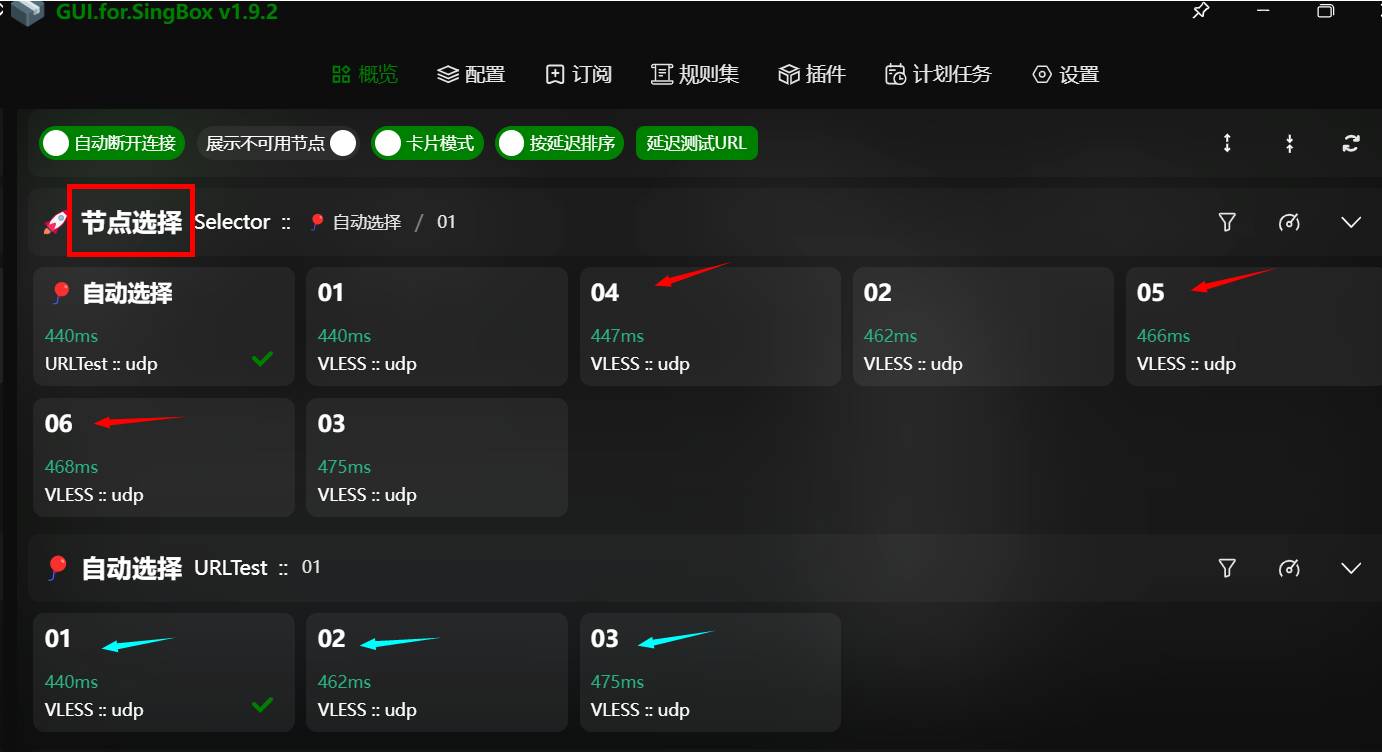 GUI.for.SingBox v1.9.2
概览 配置 订阅 规则集 插件 计划任务 设置
自动断开连接 展示不可用节点 卡片模式 按延迟排序 延迟测试URL
节点选择 Selector :: 自动选择 / 01
自动选择
440ms
URLTest :: udp
01
440ms
VLESS :: udp
04
447ms
VLESS :: udp
02
462ms
VLESS :: udp
05
466ms
VLESS :: udp
06
468ms
VLESS :: udp
03
475ms
VLESS :: udp
自动选择 URLTest :: 01
01
440ms
VLESS :: udp
02
462ms
VLESS :: udp
03
475ms
VLESS :: udp